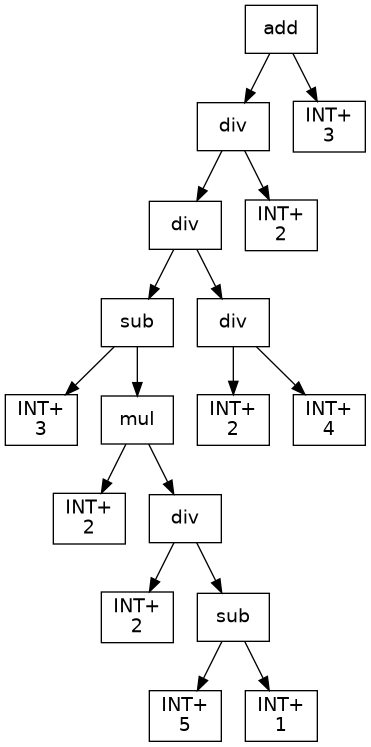 add
div
INT+
3
div
INT+
2
sub
div
INT+
3
mul
INT+
2
INT+
4
INT+
2
div
INT+
2
sub
INT+
5
INT+
1